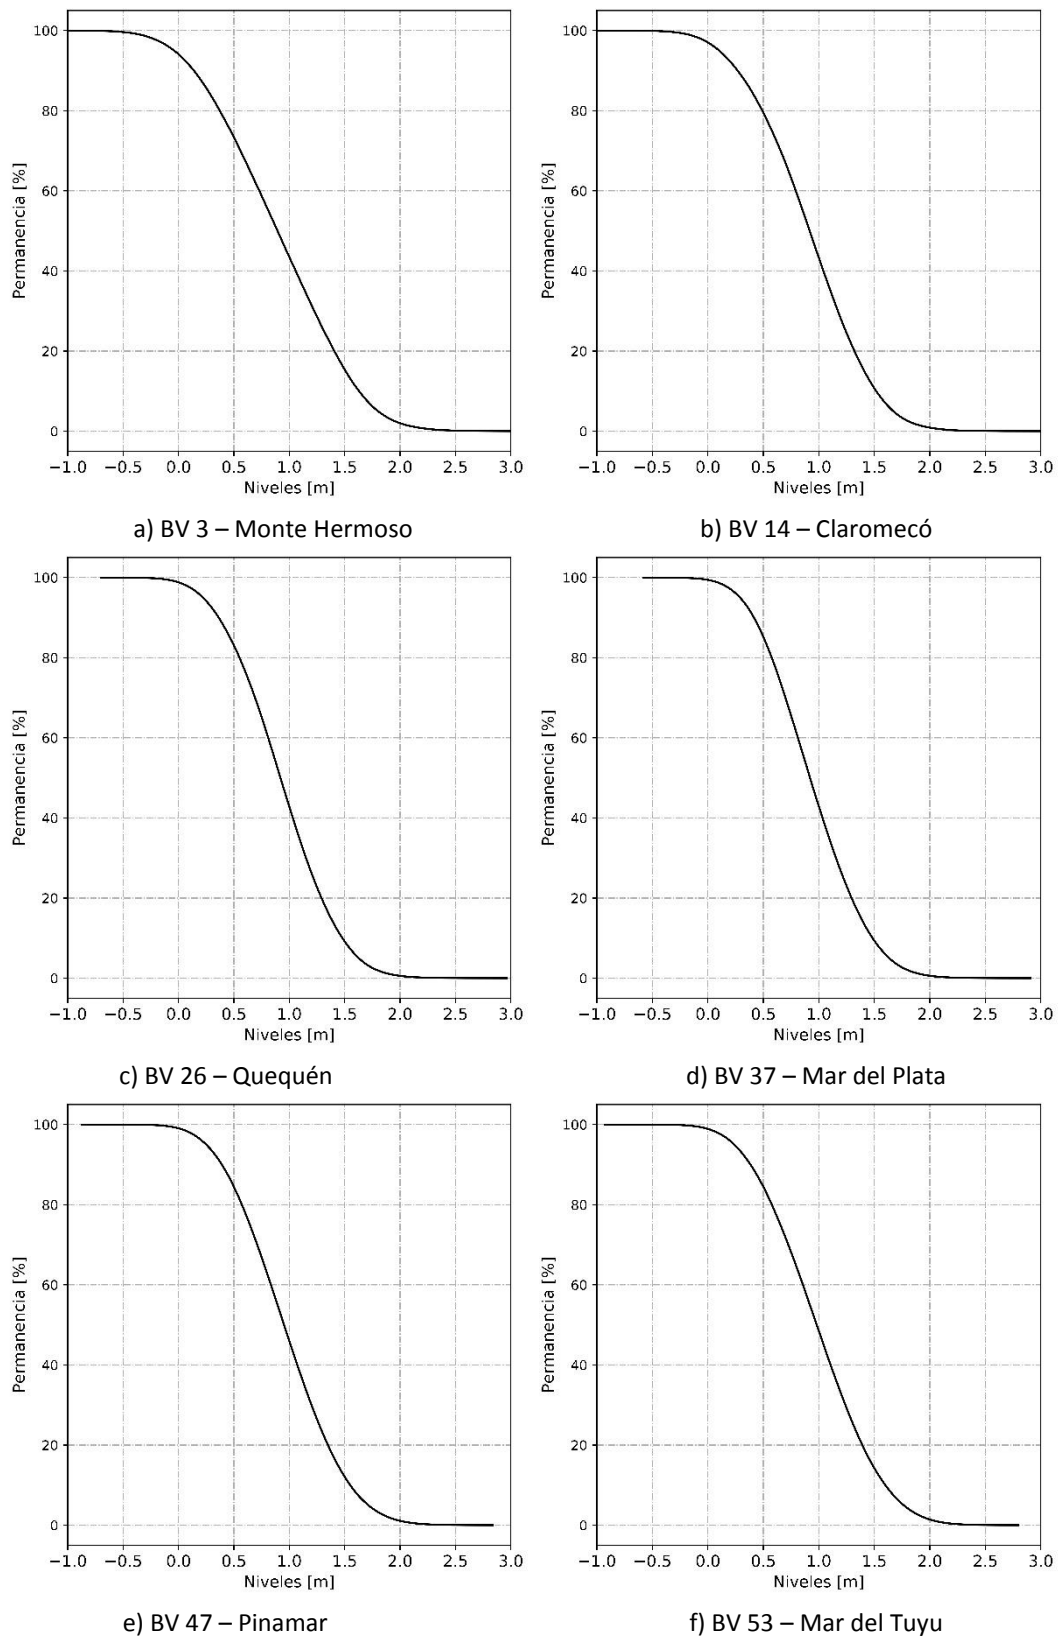 100
80
60
40
20
0
Permanencia [%]
−1.0 −0.5 0.0 0.5 1.0 1.5 2.0 2.5 3.0
Niveles [m]
a) BV 3 – Monte Hermoso
100
80
60
40
20
0
Permanencia [%]
−1.0 −0.5 0.0 0.5 1.0 1.5 2.0 2.5 3.0
Niveles [m]
b) BV 14 – Claromecó
100
80
60
40
20
0
Permanencia [%]
−1.0 −0.5 0.0 0.5 1.0 1.5 2.0 2.5 3.0
Niveles [m]
c) BV 26 – Quequén
100
80
60
40
20
0
Permanencia [%]
−1.0 −0.5 0.0 0.5 1.0 1.5 2.0 2.5 3.0
Niveles [m]
d) BV 37 – Mar del Plata
100
80
60
40
20
0
Permanencia [%]
−1.0 −0.5 0.0 0.5 1.0 1.5 2.0 2.5 3.0
Niveles [m]
e) BV 47 – Pinamar
100
80
60
40
20
0
Permanencia [%]
−1.0 −0.5 0.0 0.5 1.0 1.5 2.0 2.5 3.0
Niveles [m]
f) BV 53 – Mar del Tuyu